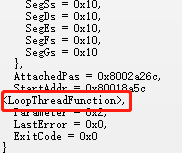 SegSs = 0x10,
SegDs = 0x10,
SegEs = 0x10,
SegFs = 0x10,
SegGs = 0x10
},
AttachedPas = 0x8002a26c,
StartAddr = 0x80018a5c
<LoopThreadFunction>,
Parameter = 0x2,
LastError = 0x0,
ExitCode = 0x0
}